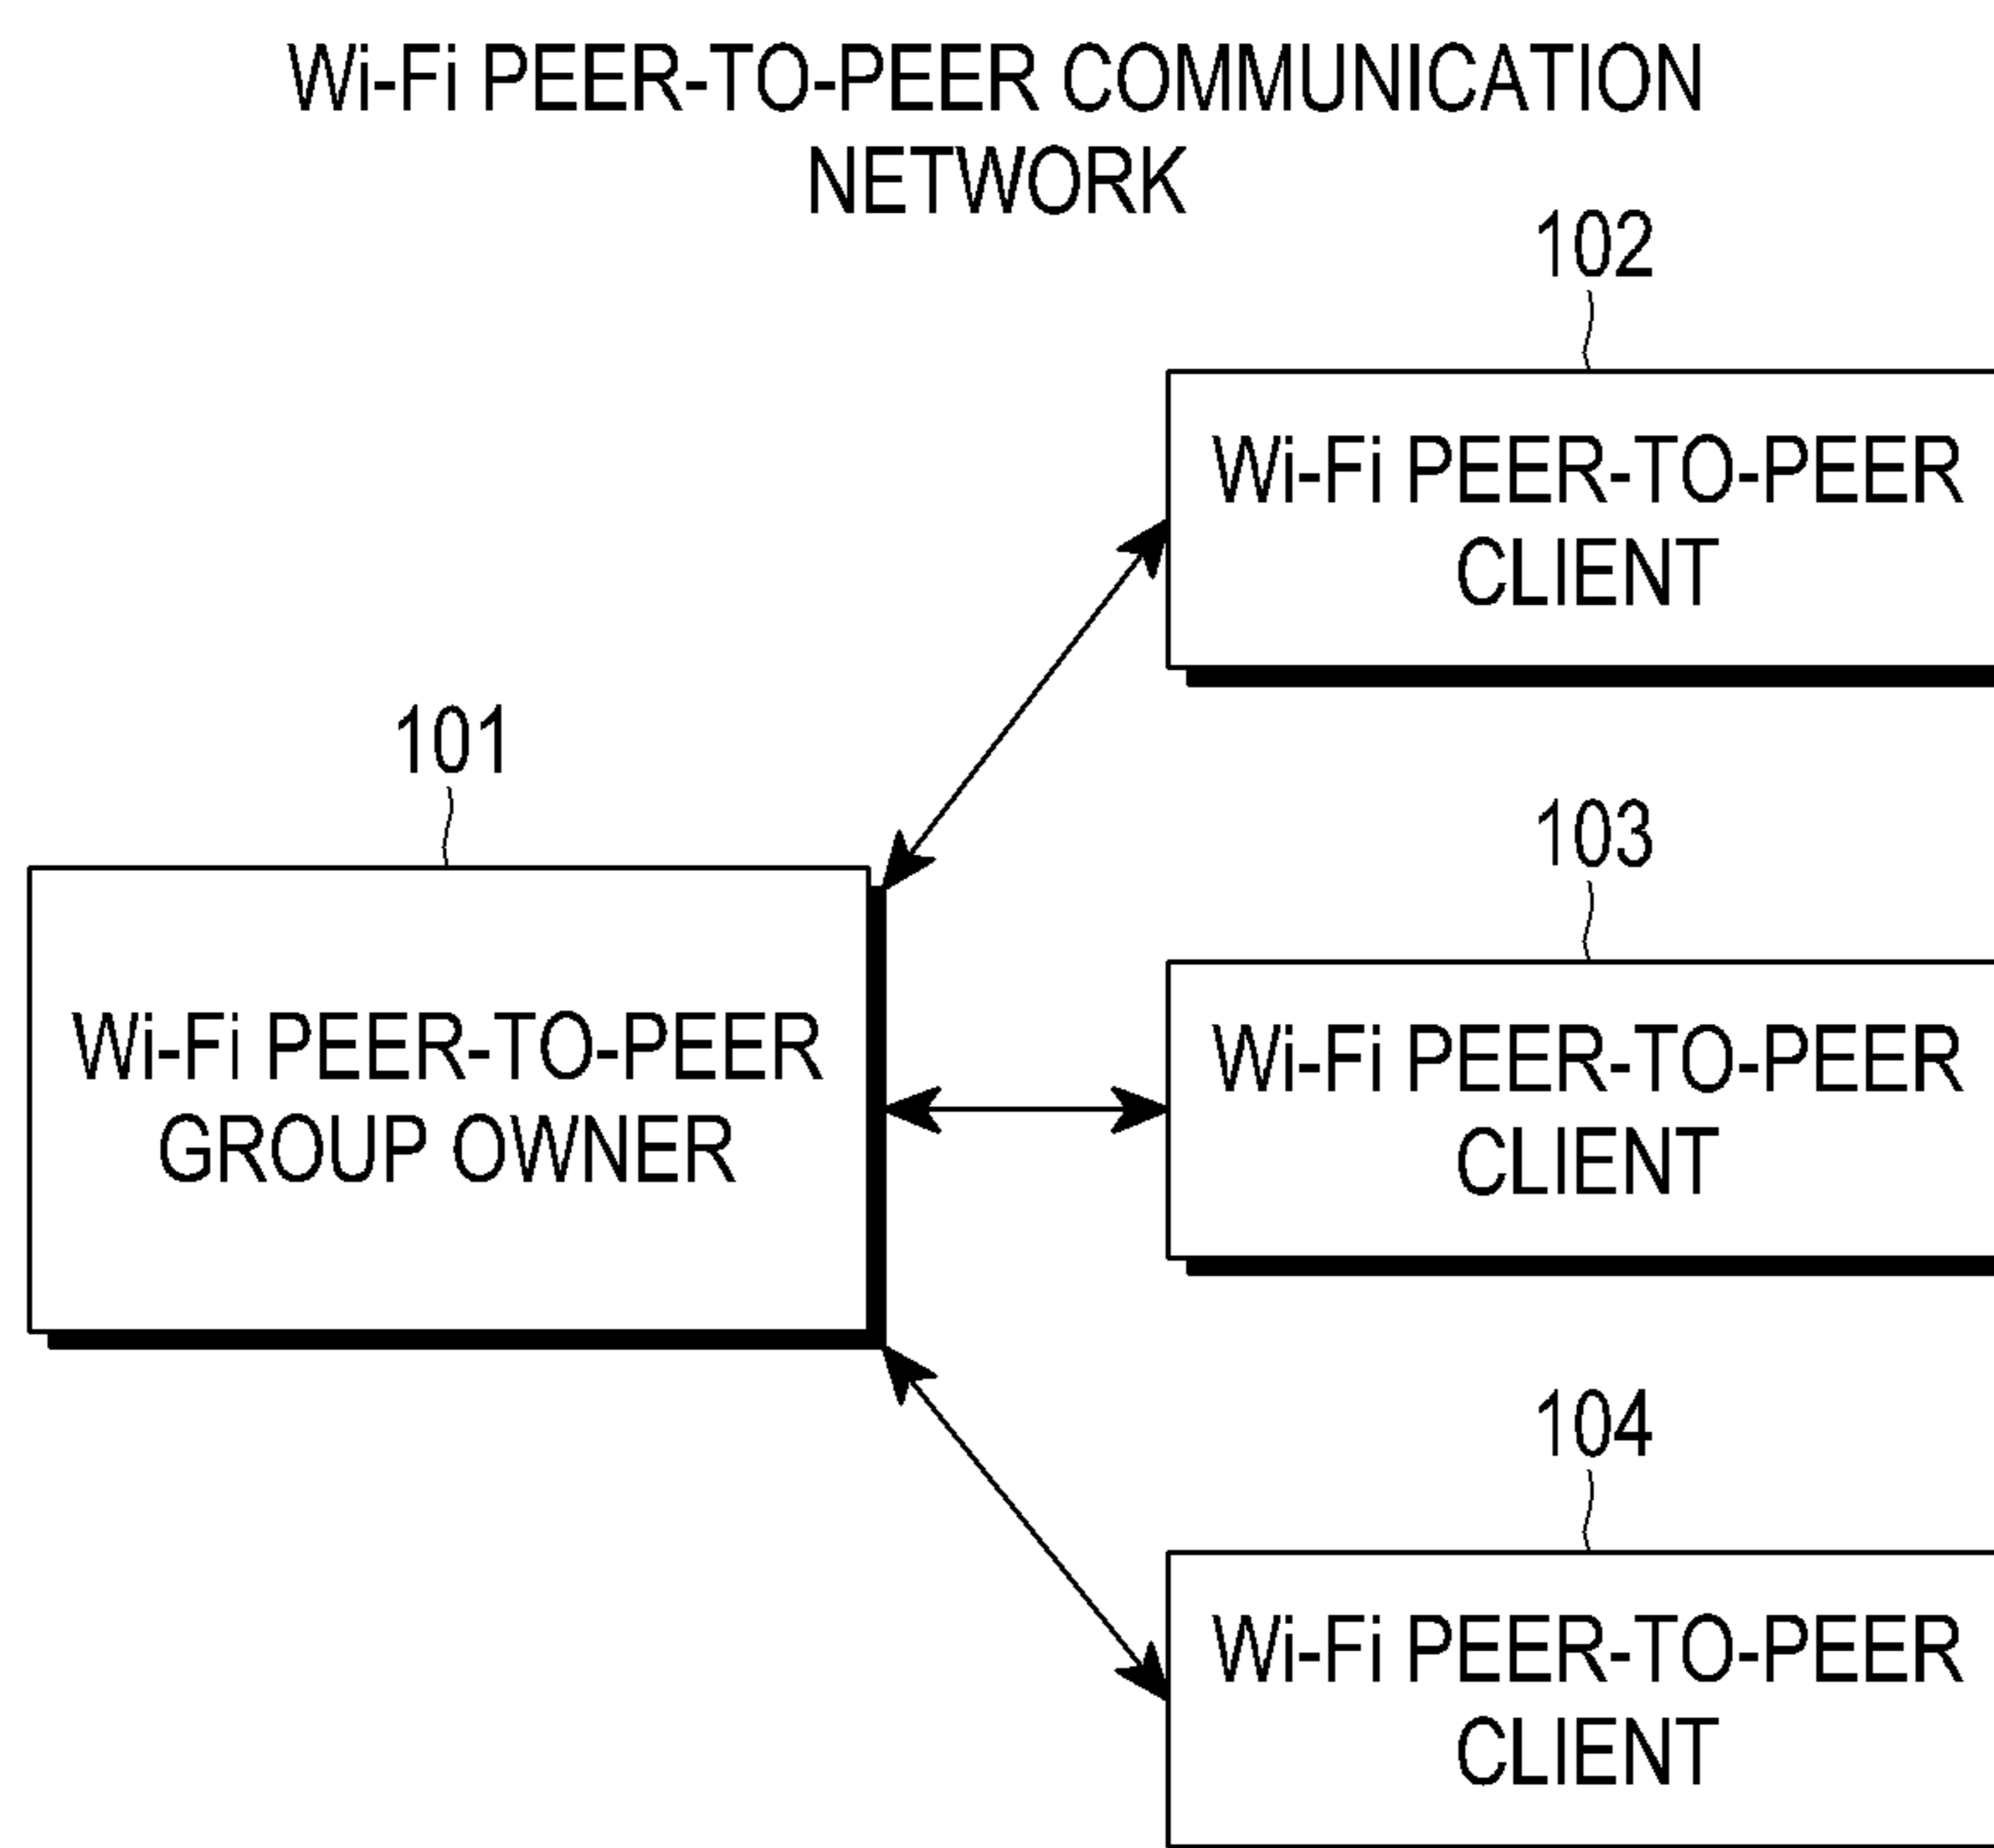 Wi-Fi PEER-TO-PEER COMMUNICATION
NETWORK
102
Wi-Fi PEER-TO-PEER
CLIENT
101
Wi-Fi PEER-TO-PEER
GROUP OWNER
103
Wi-Fi PEER-TO-PEER
CLIENT
104
Wi-Fi PEER-TO-PEER
CLIENT